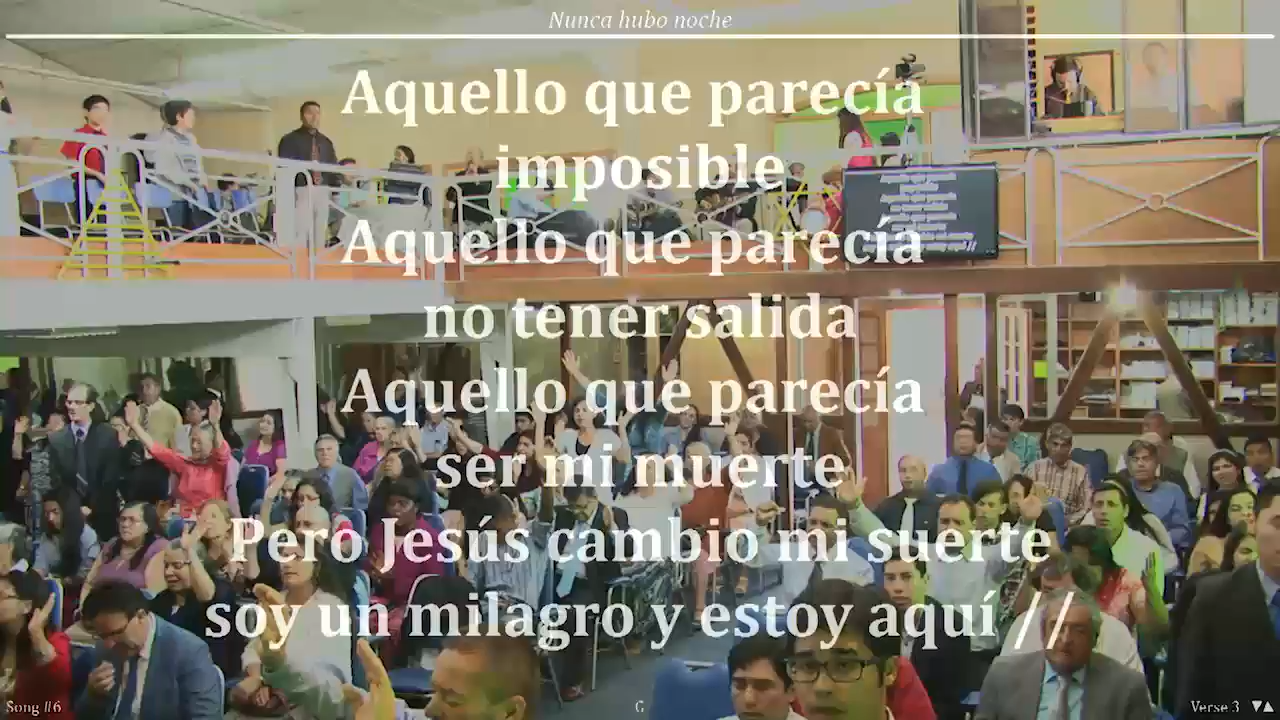 Nunca hubo noche
Aquello que parecía
imposible
Aquello que parecía
no tener salida
Aquello que parecía
ser mi muerte
Pero Jesús cambio mi suerte
soy un milagro y estoy aquí //
Song #6
G
Verse 3 ▼▲